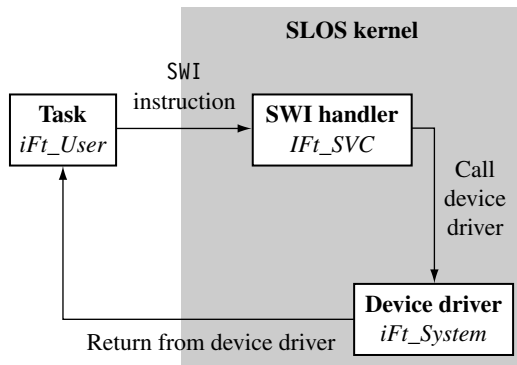 SLOS kernel
SWI
instruction
Task
iFt_User
SWI handler
IFt_SVC
Call
device
driver
Device driver
iFt_System
Return from device driver